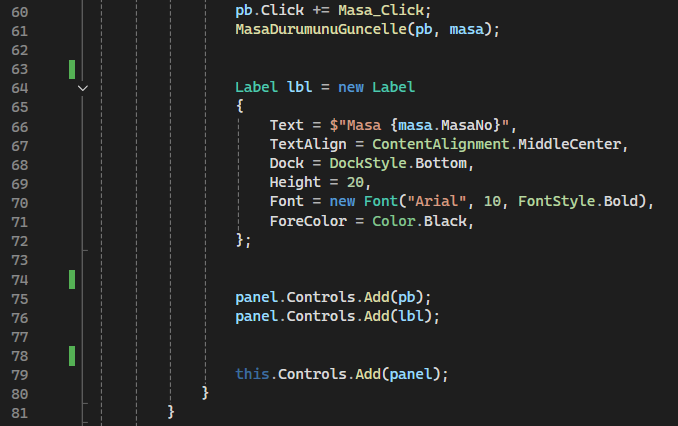 60 pb.Click += Masa_Click;
61 MasaDurumunuGuncelle(pb, masa);
62
63
64 Label lbl = new Label
65 {
66 Text = $"Masa {masa.MasaNo}",
67 TextAlign = ContentAlignment.MiddleCenter,
68 Dock = DockStyle.Bottom,
69 Height = 20,
70 Font = new Font("Arial", 10, FontStyle.Bold),
71 ForeColor = Color.Black,
72 };
73
74
75 panel.Controls.Add(pb);
76 panel.Controls.Add(lbl);
77
78
79 this.Controls.Add(panel);
80 }
81 }